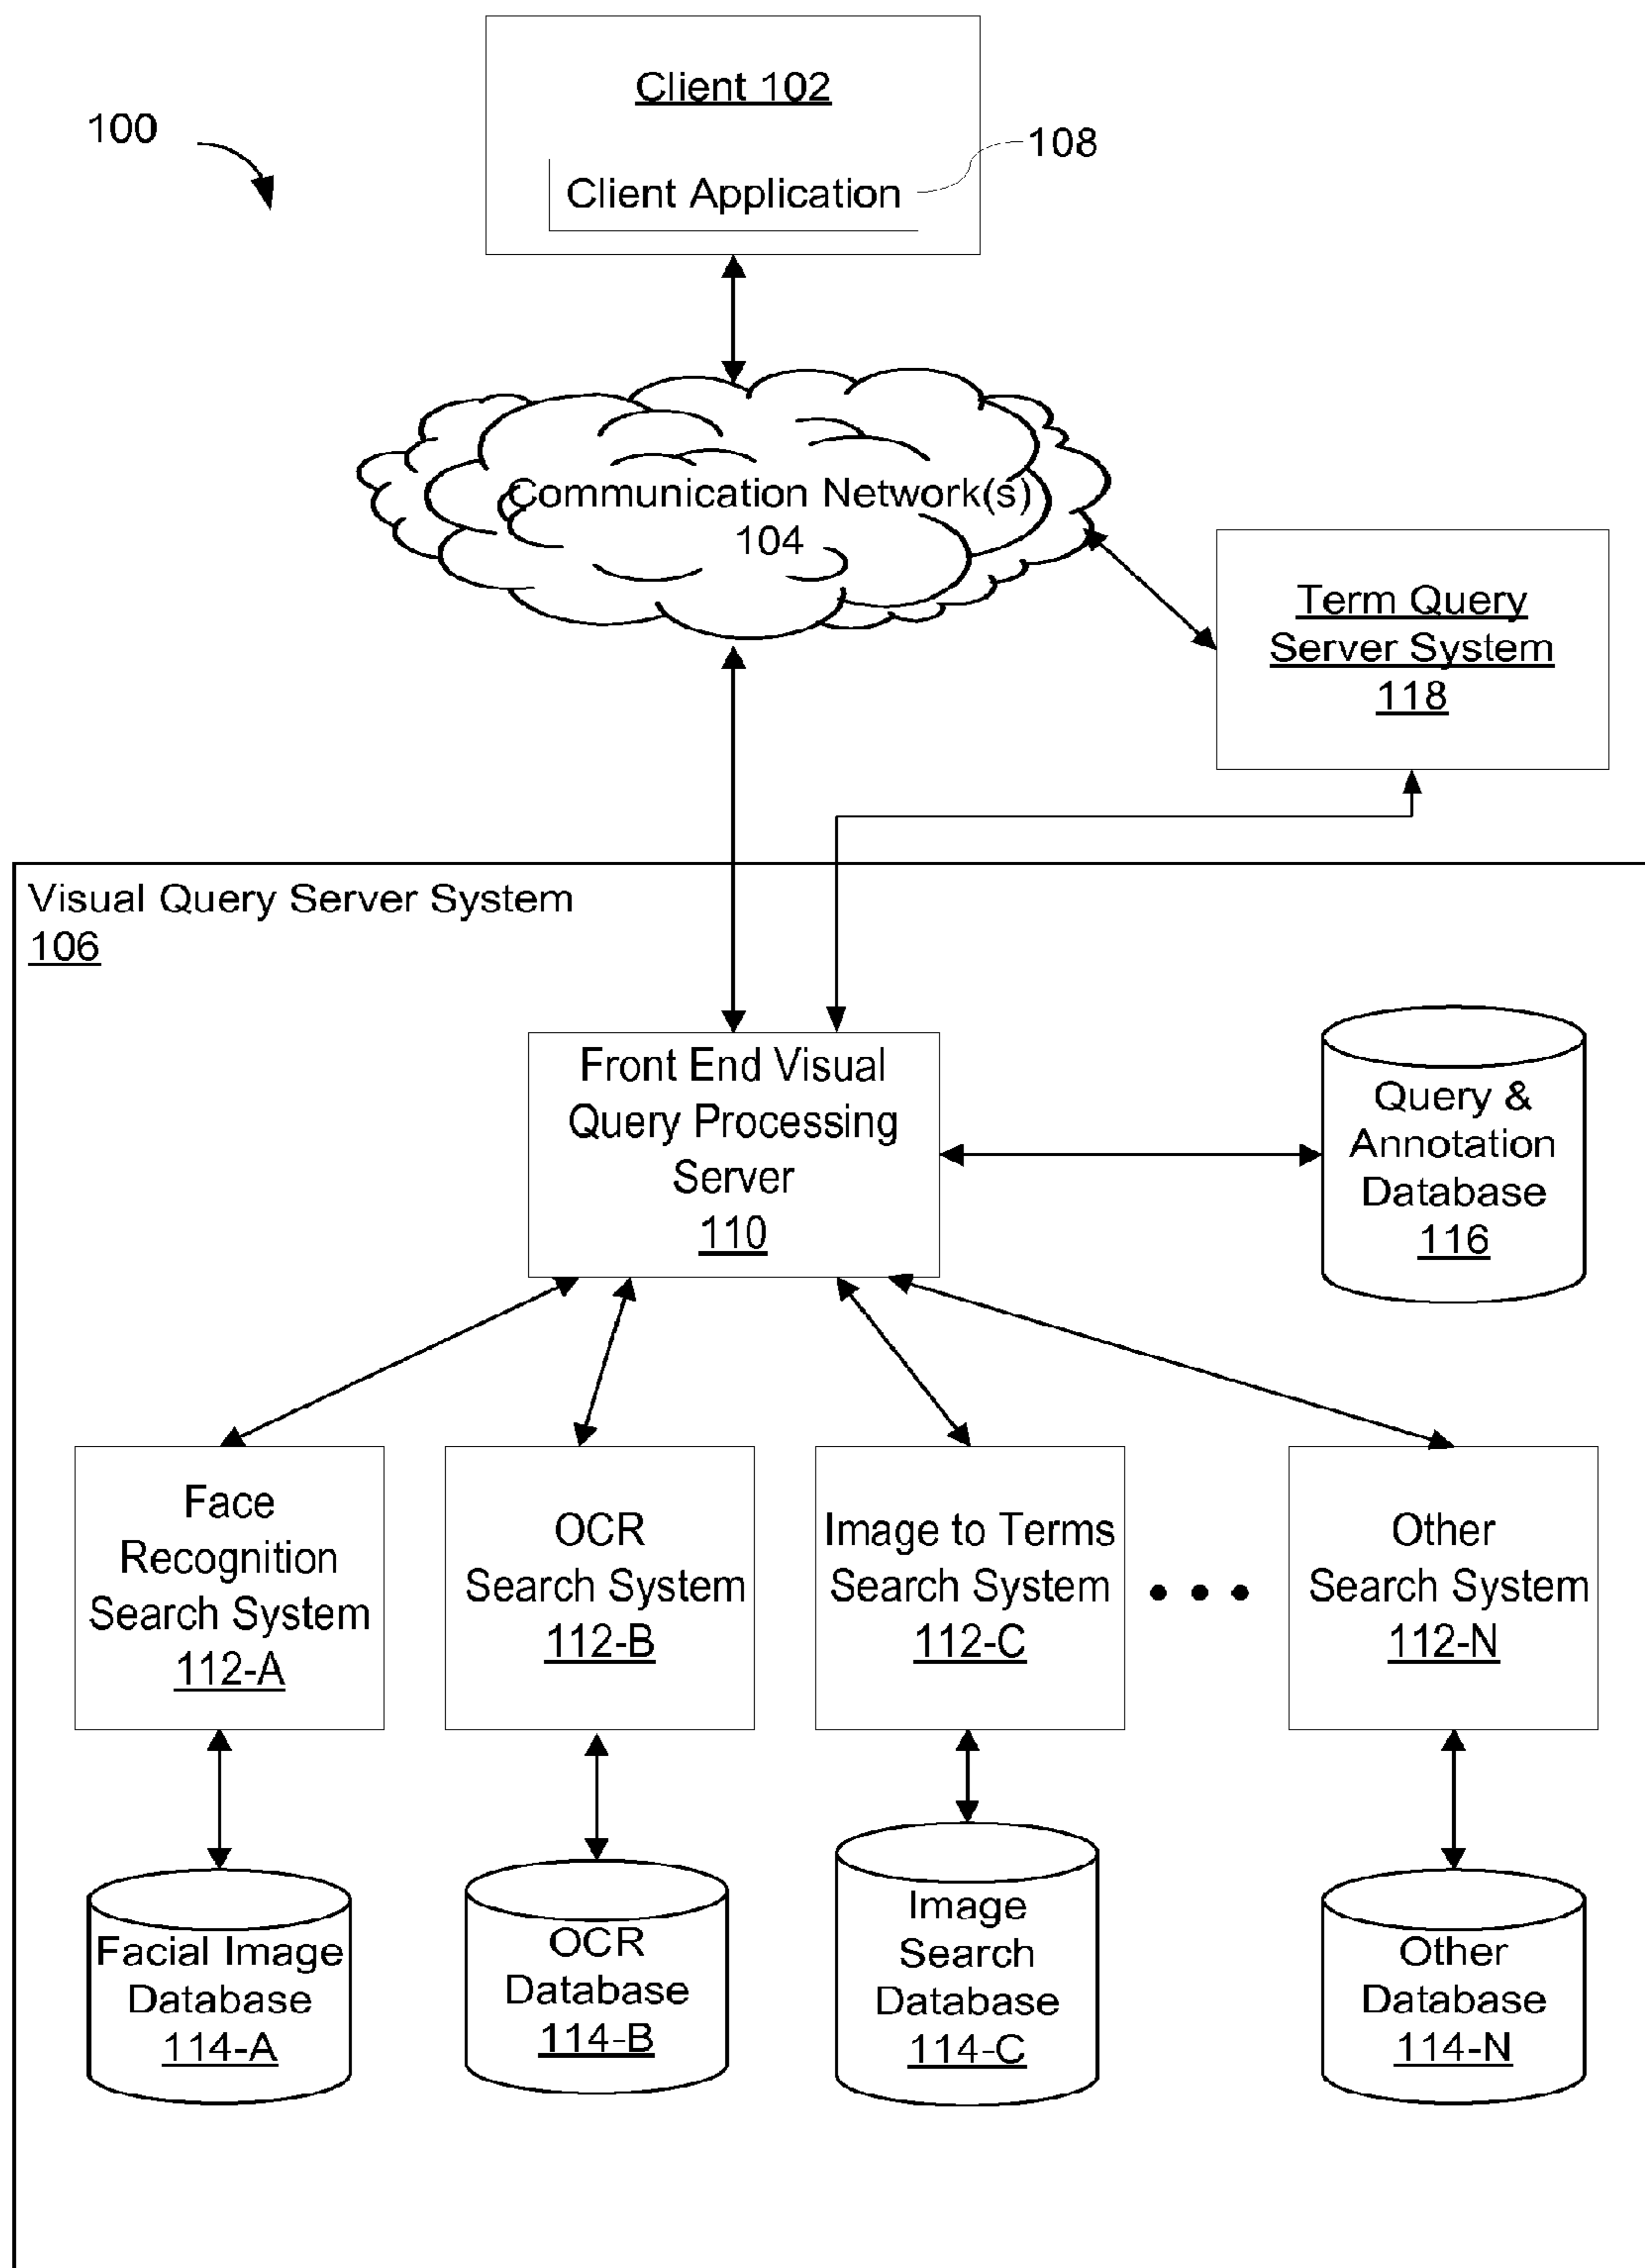 Client 102
100
108
Client Application
Communication Network(s)
104
Term Query
Server System
118
Visual Query Server System
106
Front End Visual
Query Processing
Server
110
Query &
Annotation
Database
116
Face
Recognition
Search System
112-A
OCR
Search System
112-B
Image to Terms
Search System
112-C
• • •
Other
Search System
112-N
Facial Image
Database
114-A
OCR
Database
114-B
Image
Search
Database
114-C
Other
Database
114-N